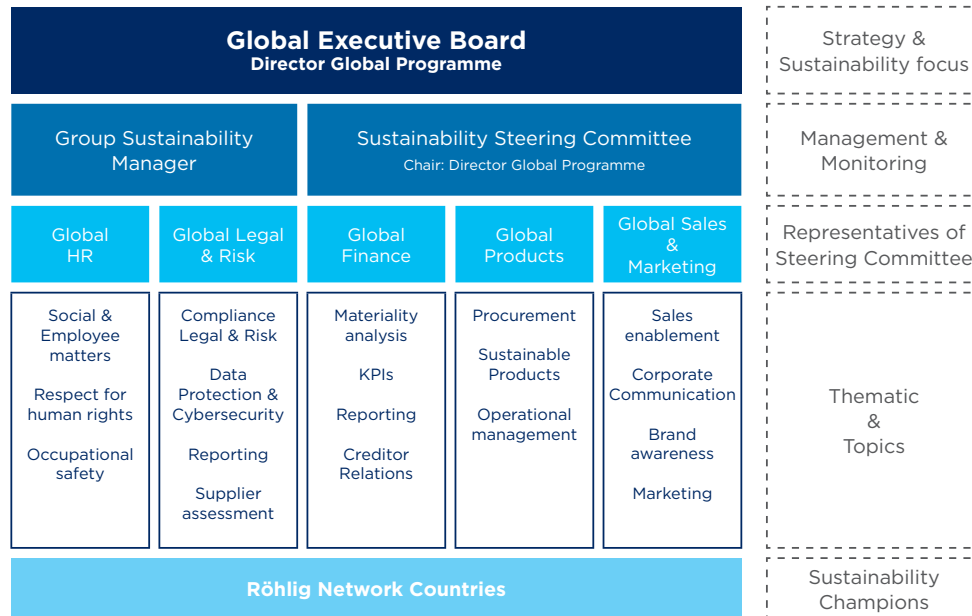 Global Executive Board
Director Global Programme
Strategy &
Sustainability focus
Group Sustainability
Manager
Sustainability Steering Committee
Chair: Director Global Programme
Management &
Monitoring
Global
HR
Global Legal
& Risk
Global
Finance
Global
Products
Global Sales
&
Marketing
Representatives of
Steering Committee
Social &
Employee
matters
Respect for
human rights
Occupational
safety
Compliance
Legal & Risk
Data
Protection &
Cybersecurity
Reporting
Supplier
assessment
Materiality
analysis
KPIs
Reporting
Creditor
Relations
Procurement
Sustainable
Products
Operational
management
Sales
enablement
Corporate
Communication
Brand
awareness
Marketing
Thematic
&
Topics
Röhlig Network Countries
Sustainability
Champions